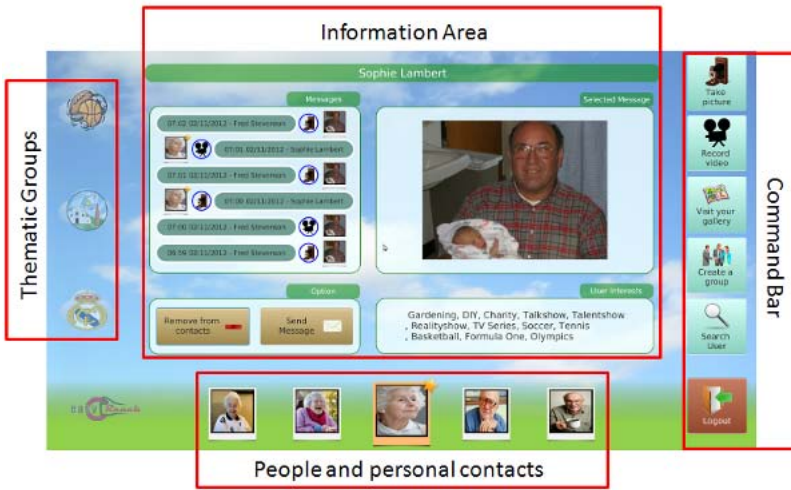 Information Area
Sophie Lambert
Messages
Selected Message
07:02 02/11/2012 - Fred Stevenson
07:01 02/11/2012 - Sophie Lambert
07:01 02/11/2012 - Fred Stevenson
07:00 02/11/2012 - Sophie Lambert
07:00 02/11/2012 - Fred Stevenson
06:59 02/11/2012 - Fred Stevenson
Option
Remove from
contacts
Send
Message
User Interests
Gardening, DIY, Charity, Talkshow, Talentshow
, Realityshow, TV Series, Soccer, Tennis
, Basketball, Formula One, Olympics
Thematic Groups
Take
picture
Record
video
Visit your
gallery
Create a
group
Search
User
Logout
Command Bar
Reach
People and personal contacts